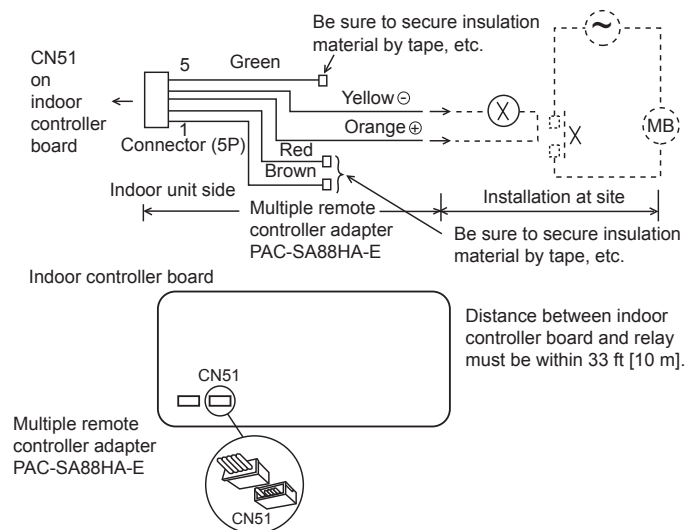 Be sure to secure insulation
material by tape, etc.
CN51
on
indoor
controller
board
5
Green
Yellow ⊖
Orange ⊕
1
Connector (5P)
Red
Brown
X
X
~
MB
Indoor unit side
Installation at site
Multiple remote
controller adapter
PAC-SA88HA-E
Be sure to secure insulation
material by tape, etc.
Indoor controller board
Distance between indoor
controller board and relay
must be within 33 ft [10 m].
CN51
Multiple remote
controller adapter
PAC-SA88HA-E
CN51